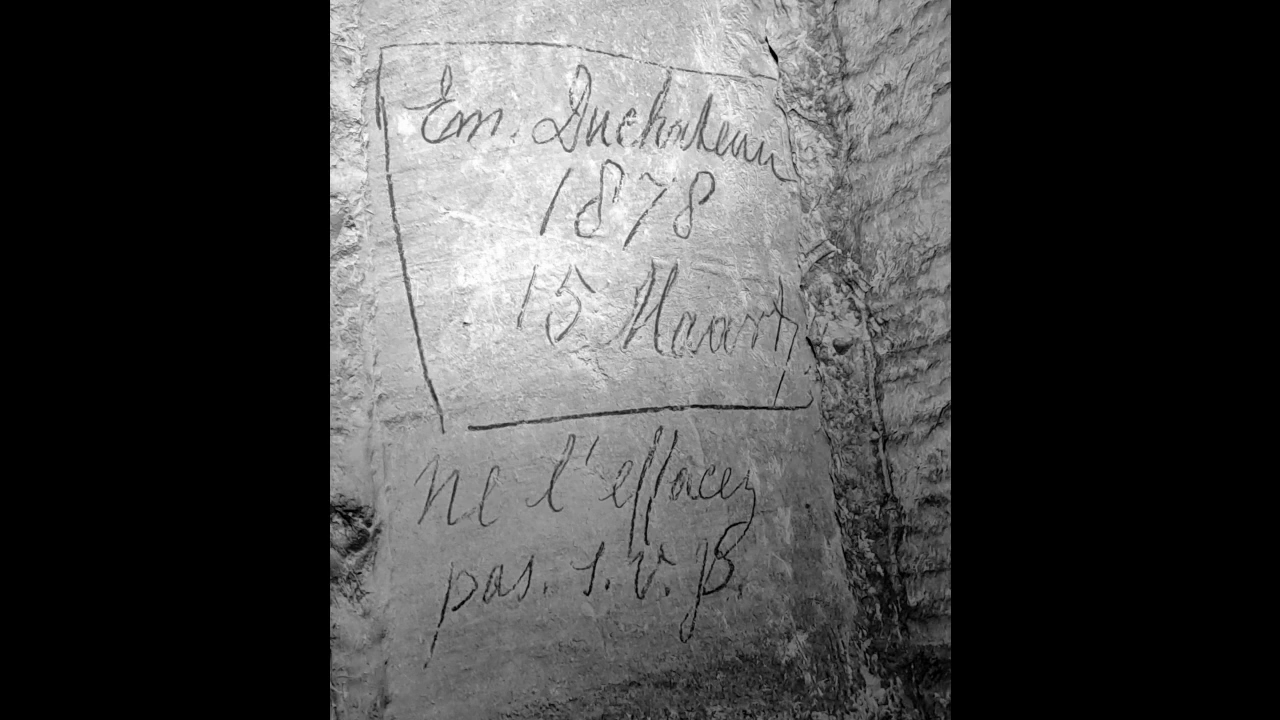 Em. Duchateau
1878
15 Maart
Ne l'effacez
pas. s. v. p.